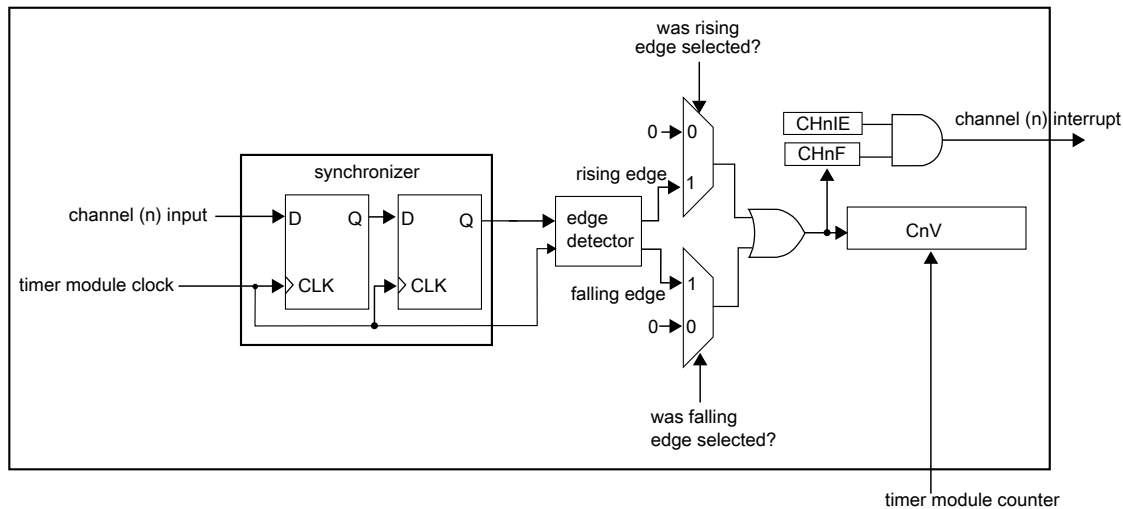 was rising
edge selected?
0
0
rising edge
1
CHnIE
CHnF
channel (n) interrupt
synchronizer
channel (n) input
D
Q
D
Q
timer module clock
CLK
CLK
edge
detector
CnV
falling edge
1
0
0
was falling
edge selected?
timer module counter